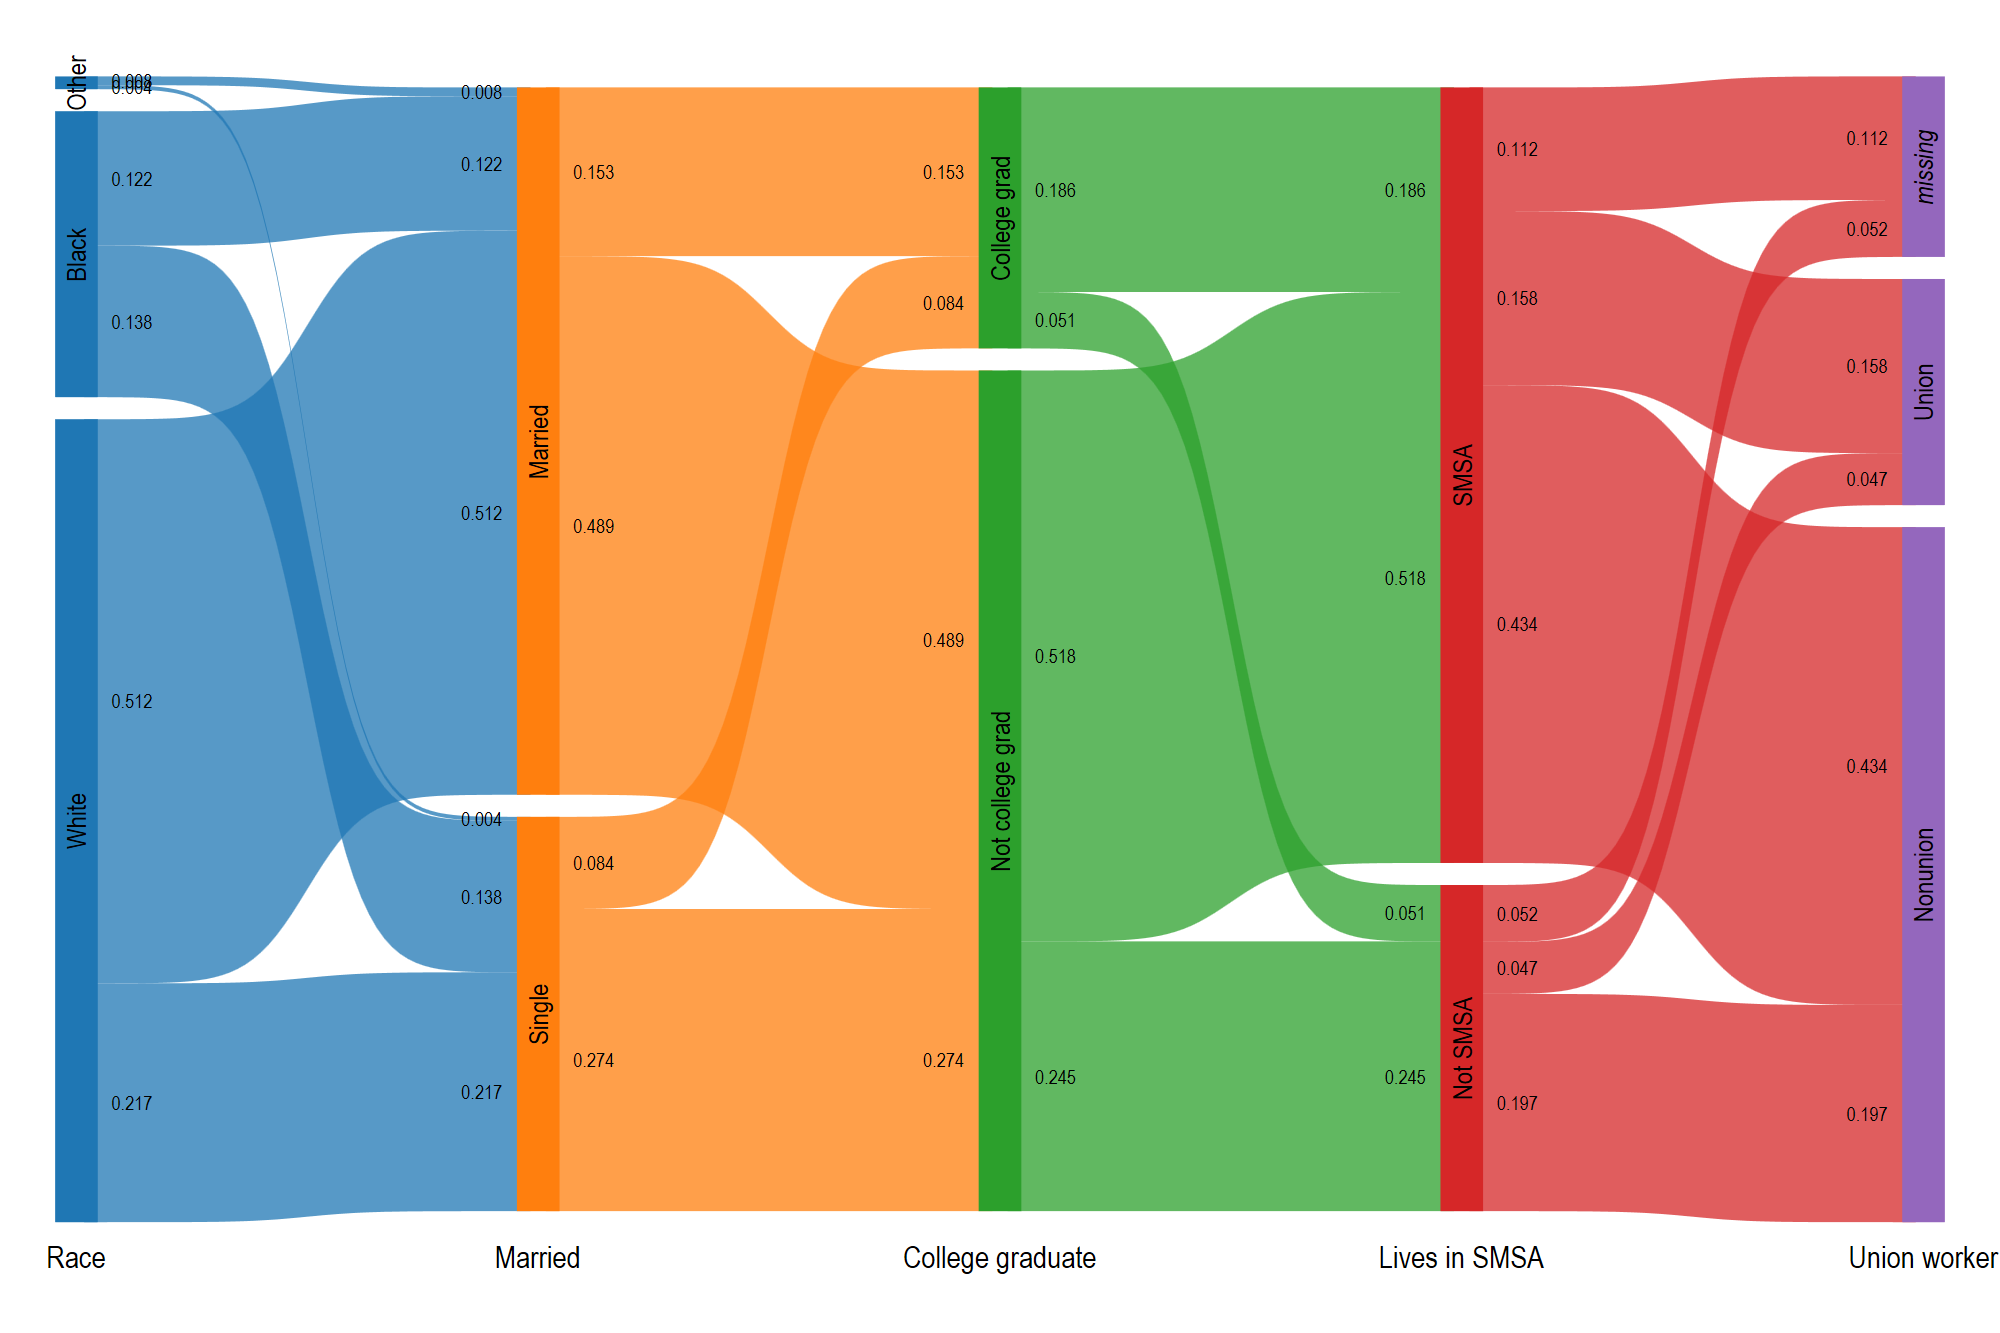 Other
0.008
0.004
Black
0.122
0.138
White
0.512
0.217
0.008
0.122
0.512
0.004
0.138
0.217
Married
Single
0.153
0.489
0.084
0.274
0.153
0.084
0.489
0.274
College grad
Not college grad
0.186
0.051
0.518
0.245
0.186
0.518
0.051
0.245
SMSA
Not SMSA
0.112
0.158
0.434
0.052
0.047
0.197
0.112
0.052
0.158
0.047
0.434
0.197
missing
Union
Nonunion
Race
Married
College graduate
Lives in SMSA
Union worker